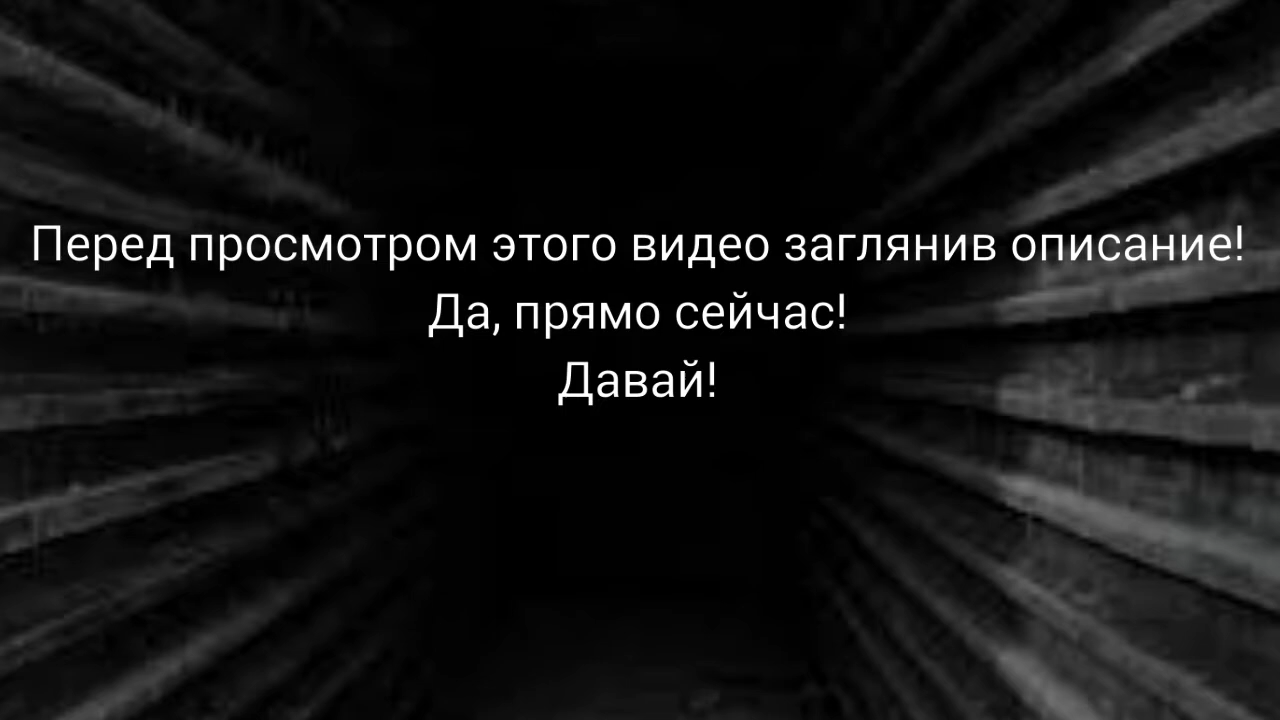 Перед просмотром этого видео заглянив описание!
Да, прямо сейчас!
Давай!